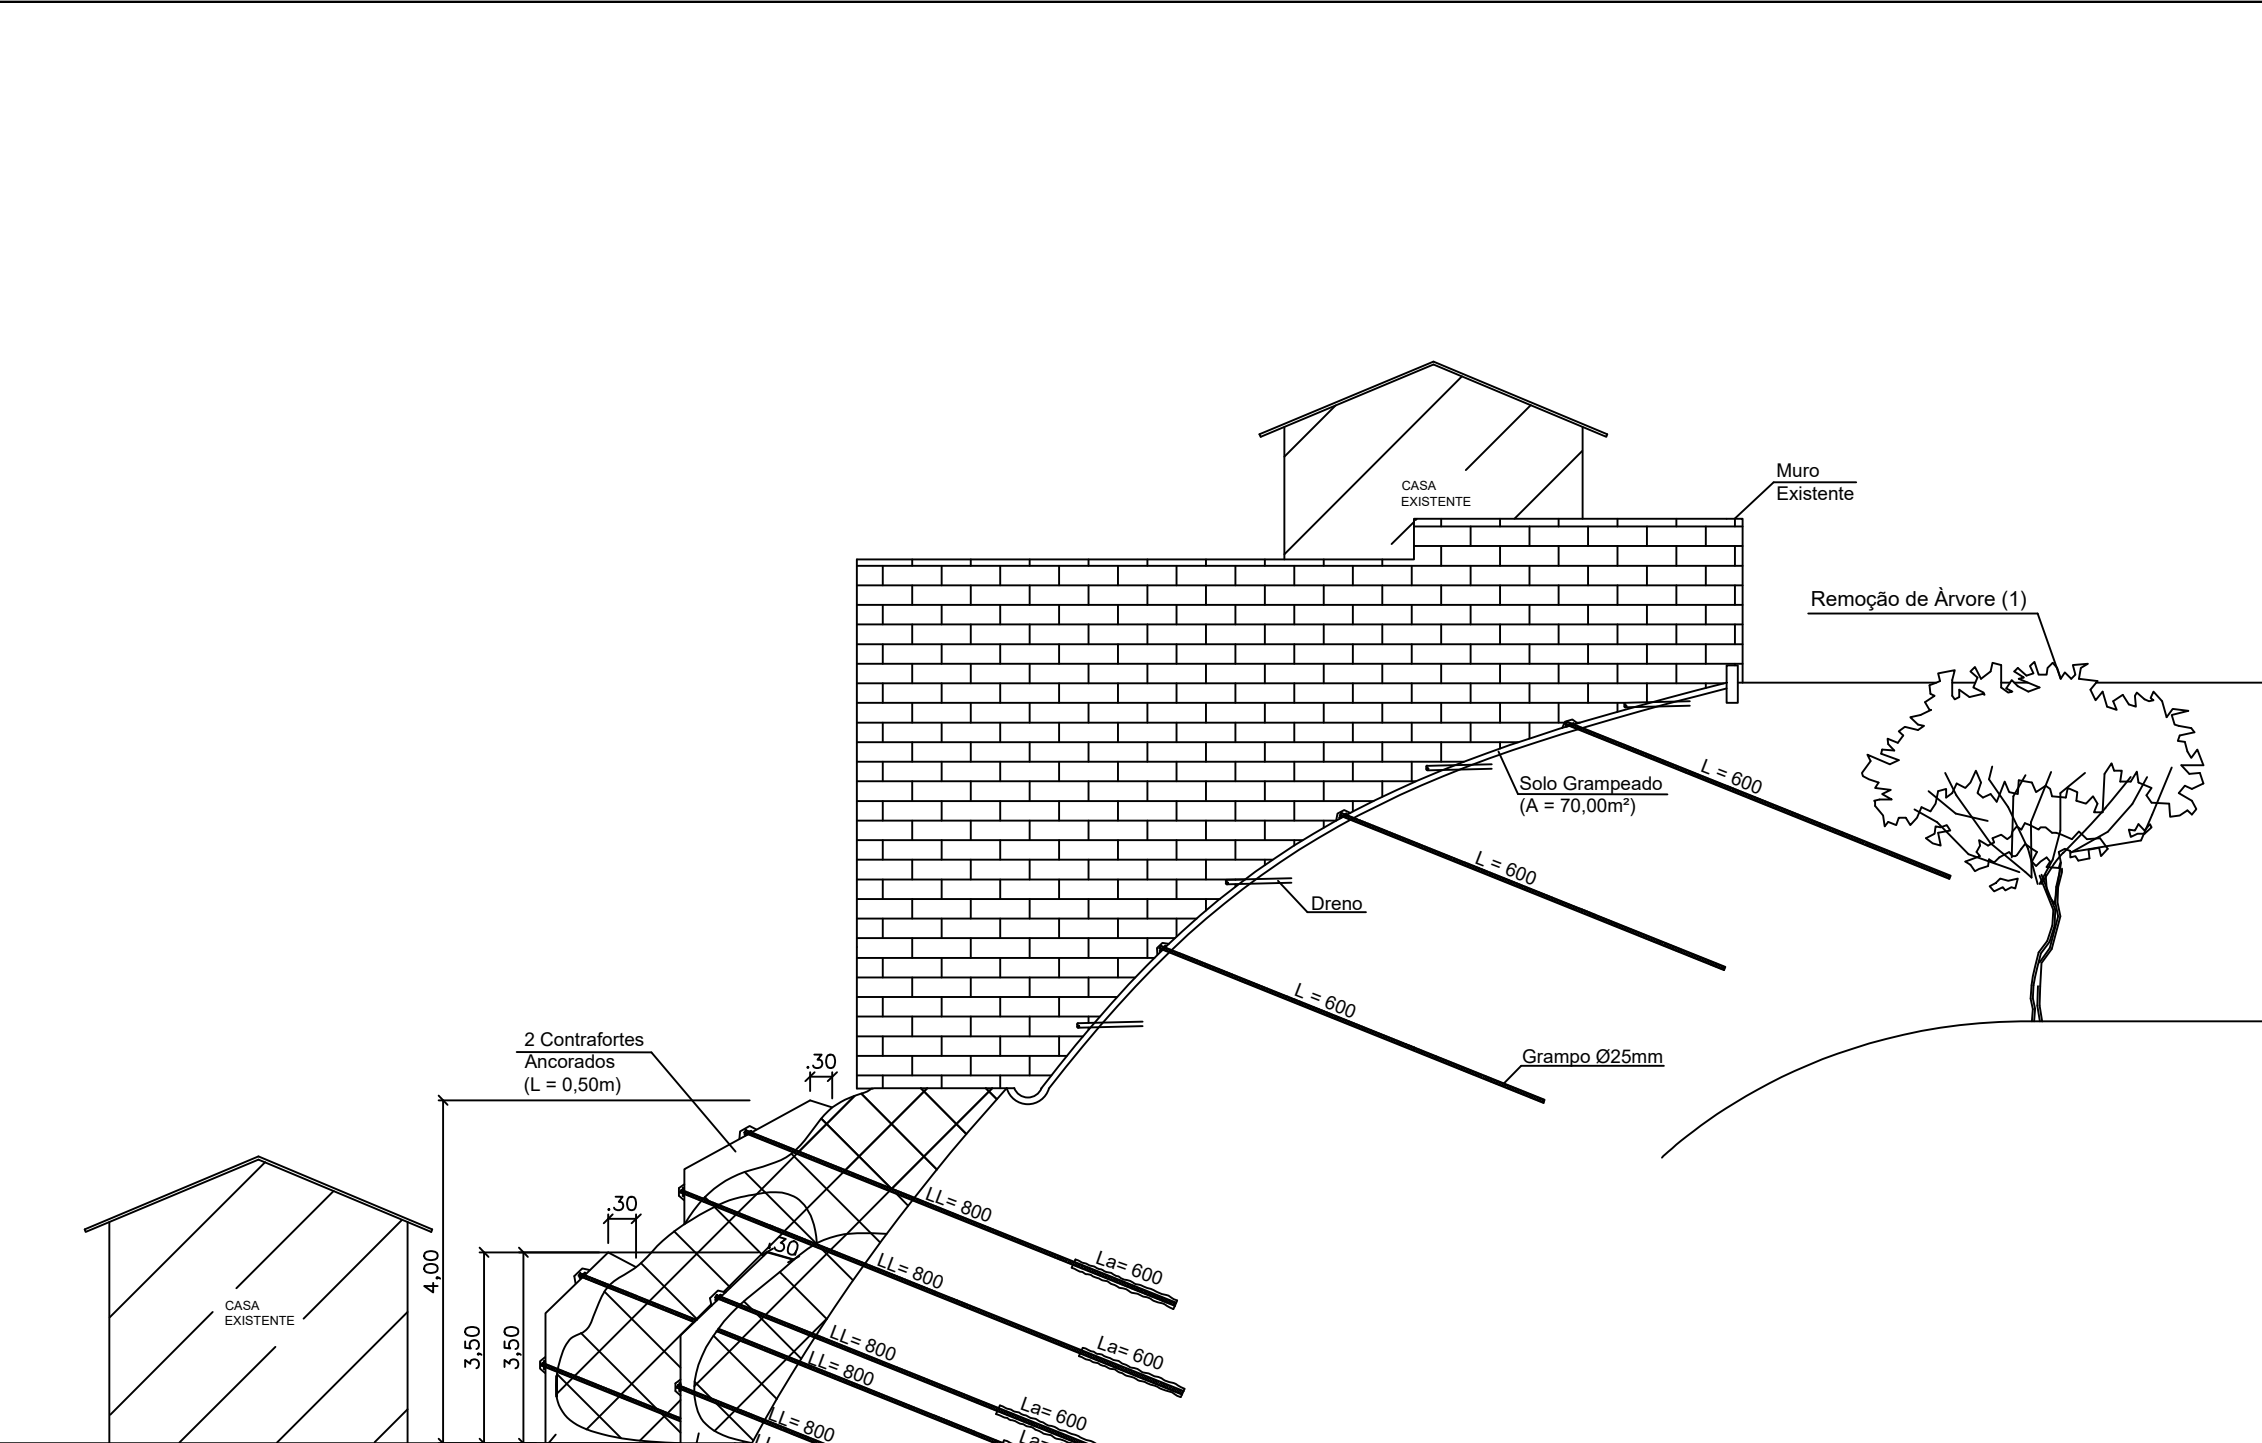 CASA
EXISTENTE
Muro
Existente
Remoção de Àrvore (1)
L = 600
Solo Grampeado
(A = 70,00m²)
L = 600
Dreno
L = 600
Grampo Ø25mm
2 Contrafortes
Ancorados
(L = 0,50m)
.30
LL= 800
La= 600
.30
.30
LL= 800
4,00
CASA
EXISTENTE
3,50
3,50
La= 600
LL= 800
LL= 800
La= 600
LL= 800